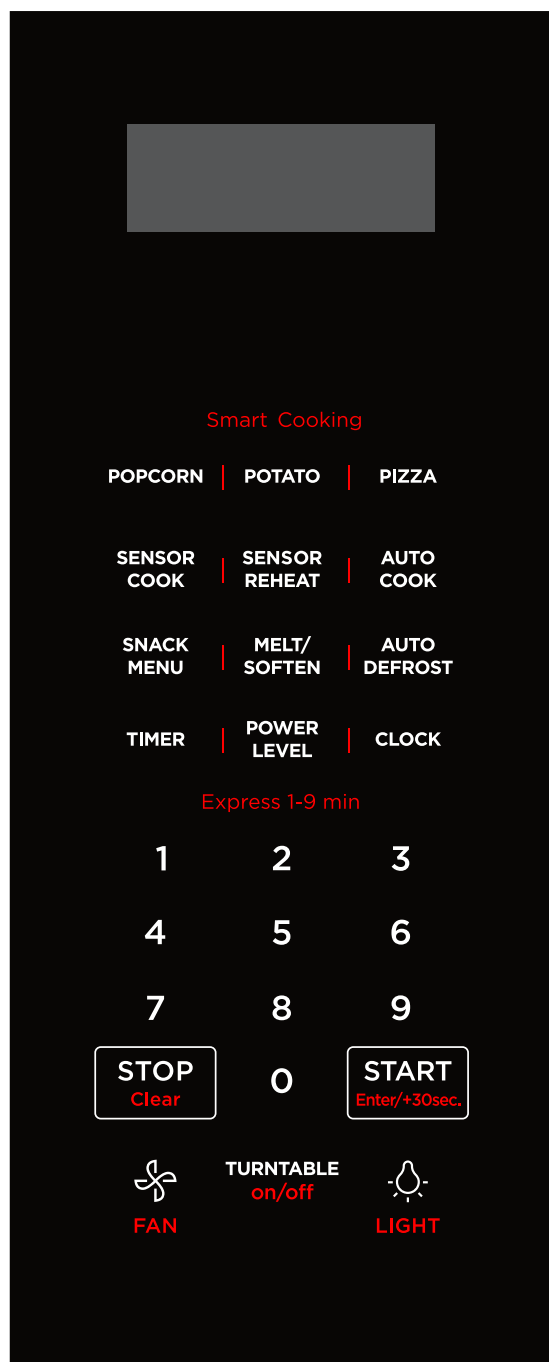 Smart Cooking
POPCORN POTATO PIZZA
SENSOR COOK SENSOR REHEAT AUTO COOK
SNACK MENU MELT/ SOFTEN AUTO DEFROST
TIMER POWER LEVEL CLOCK
Express 1-9 min
1 2 3
4 5 6
7 8 9
STOP Clear 0 START Enter/+30sec.
TURNTABLE on/off
FAN LIGHT